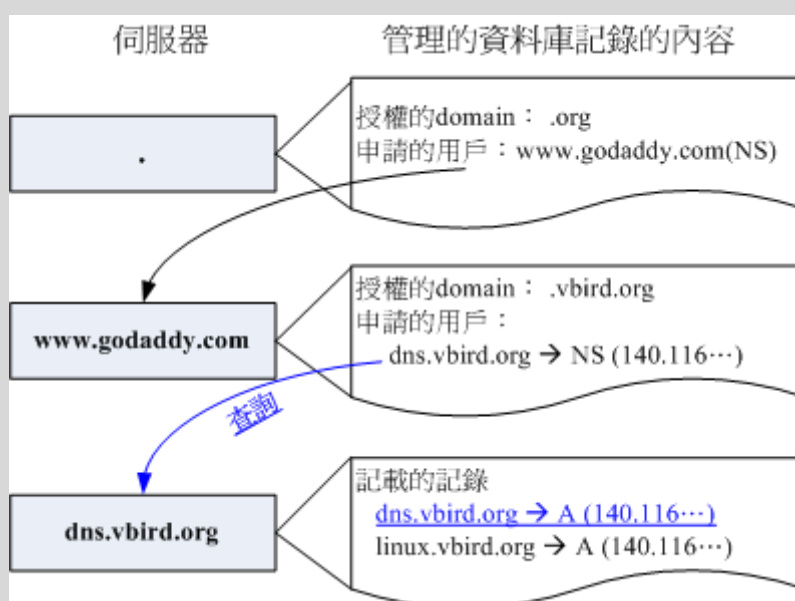 伺服器
管理的資料庫記錄的內容
.
授權的domain： .org
申請的用戶：www.godaddy.com(NS)
www.godaddy.com
授權的domain： .vbird.org
申請的用戶：
dns.vbird.org → NS (140.116…)
查詢
dns.vbird.org
記載的記錄
dns.vbird.org → A (140.116…)
linux.vbird.org → A (140.116…)